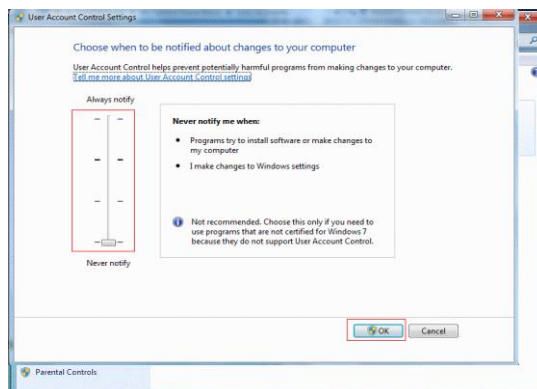 User Account Control Settings
Choose when to be notified about changes to your computer
User Account Control helps prevent potentially harmful programs from making changes to your computer.
Tell me more about User Account Control settings
Always notify
Never notify me when:
Programs try to install software or make changes to
my computer
I make changes to Windows settings
Not recommended. Choose this only if you need to
use programs that are not certified for Windows 7
because they do not support User Account Control.
Never notify
OK
Cancel
Parental Controls